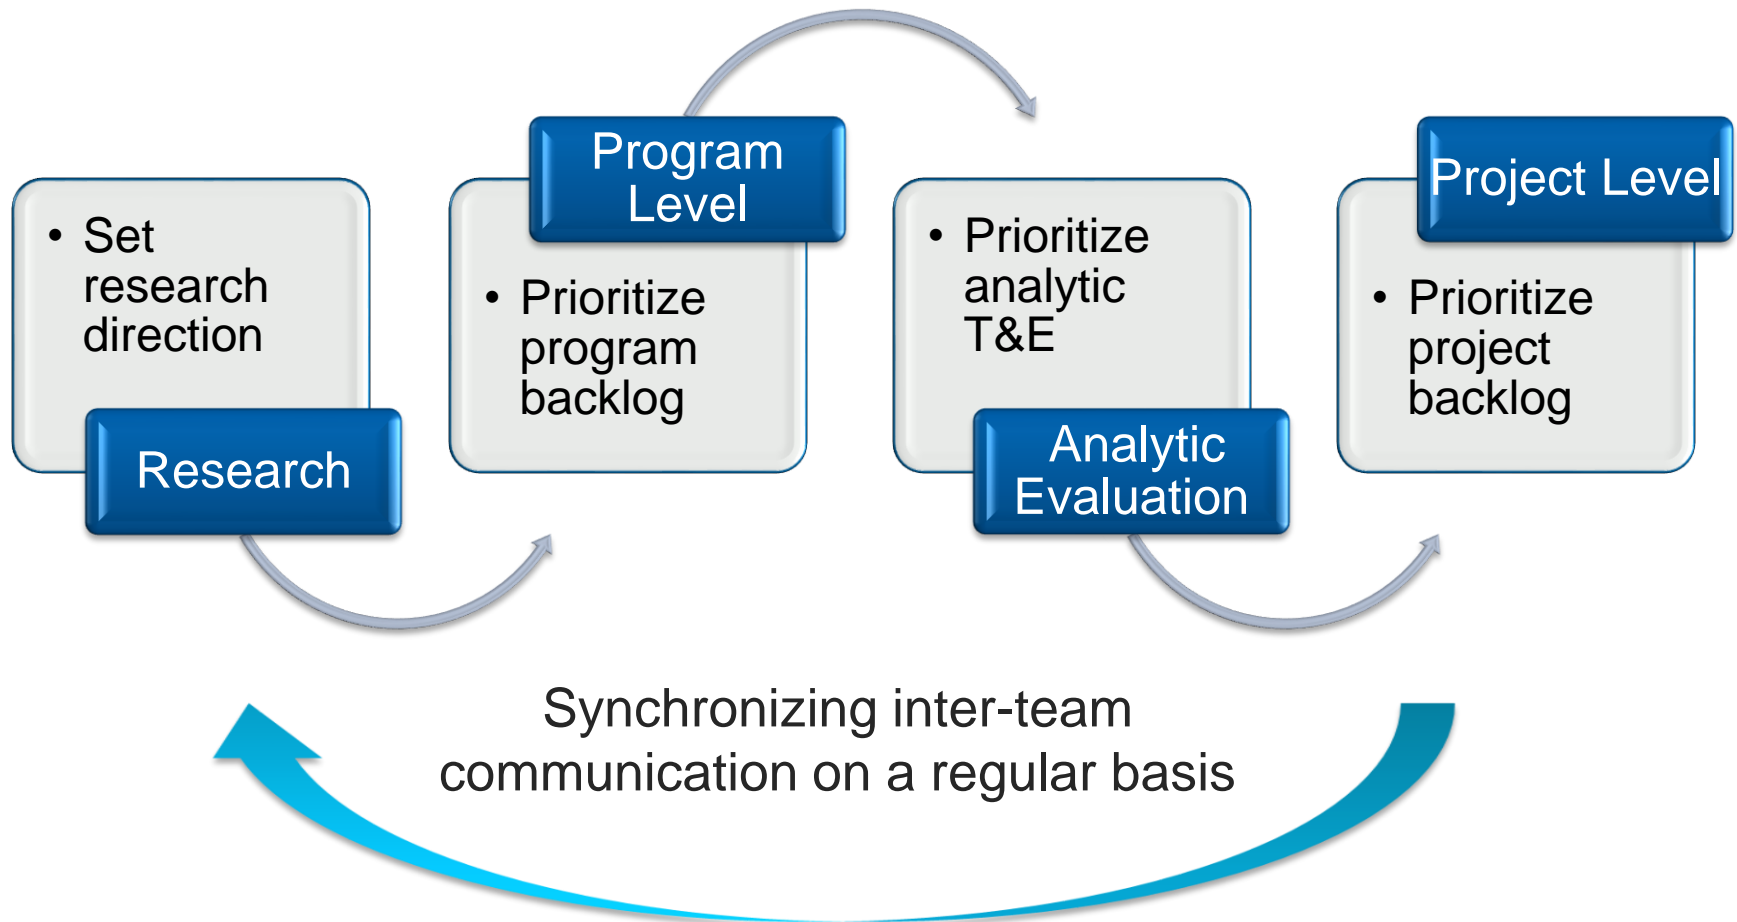 • Set
research
direction
Research
Program
Level
• Prioritize
program
backlog
• Prioritize
analytic
T&E
Analytic
Evaluation
Project Level
• Prioritize
project
backlog
Synchronizing inter-team
communication on a regular basis